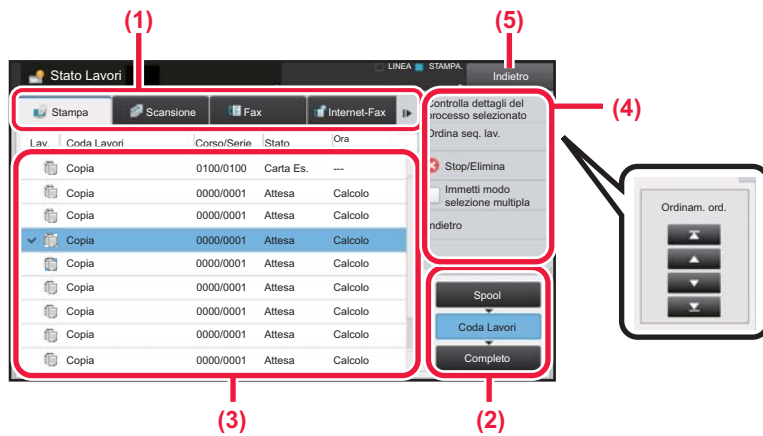 (1)
(5)
LINEA STAMPA.
Stato Lavori
Indietro
Stampa Scansione Fax Internet-Fax
Controlla dettagli del
processo selezionato
(4)
Ordina seq. lav.
Lav. Coda Lavori Corso/Serie Stato Ora
Copia 0100/0100 Carta Es. ---
Stop/Elimina
Copia 0000/0001 Attesa Calcolo
Immetti modo
selezione multipla
Copia 0000/0001 Attesa Calcolo
Indietro
Copia 0000/0001 Attesa Calcolo
Copia 0000/0001 Attesa Calcolo
Copia 0000/0001 Attesa Calcolo
Copia 0000/0001 Attesa Calcolo
Copia 0000/0001 Attesa Calcolo
Copia 0000/0001 Attesa Calcolo
Spool
Coda Lavori
Completo
Ordinam. ord.
(3)
(2)